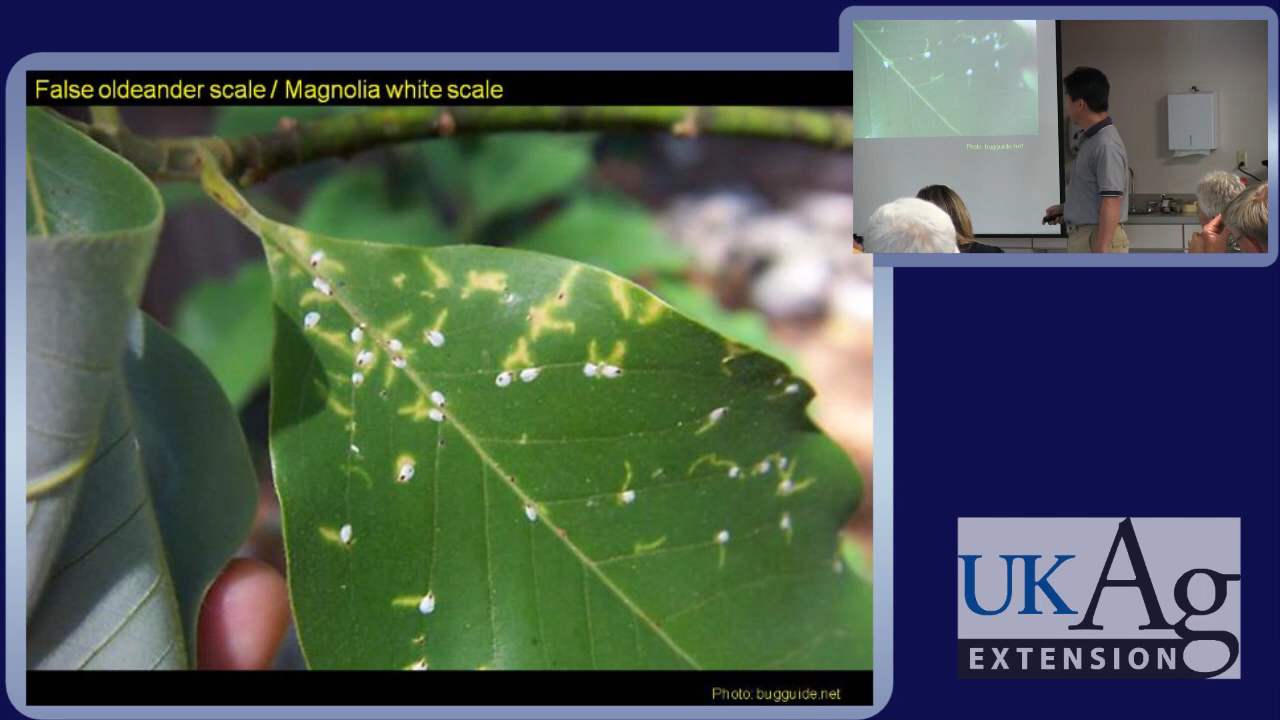 False oldeander scale / Magnolia white scale
Photo: bugguide.net
Photo: bugguide.net
UKAg
EXTENSION